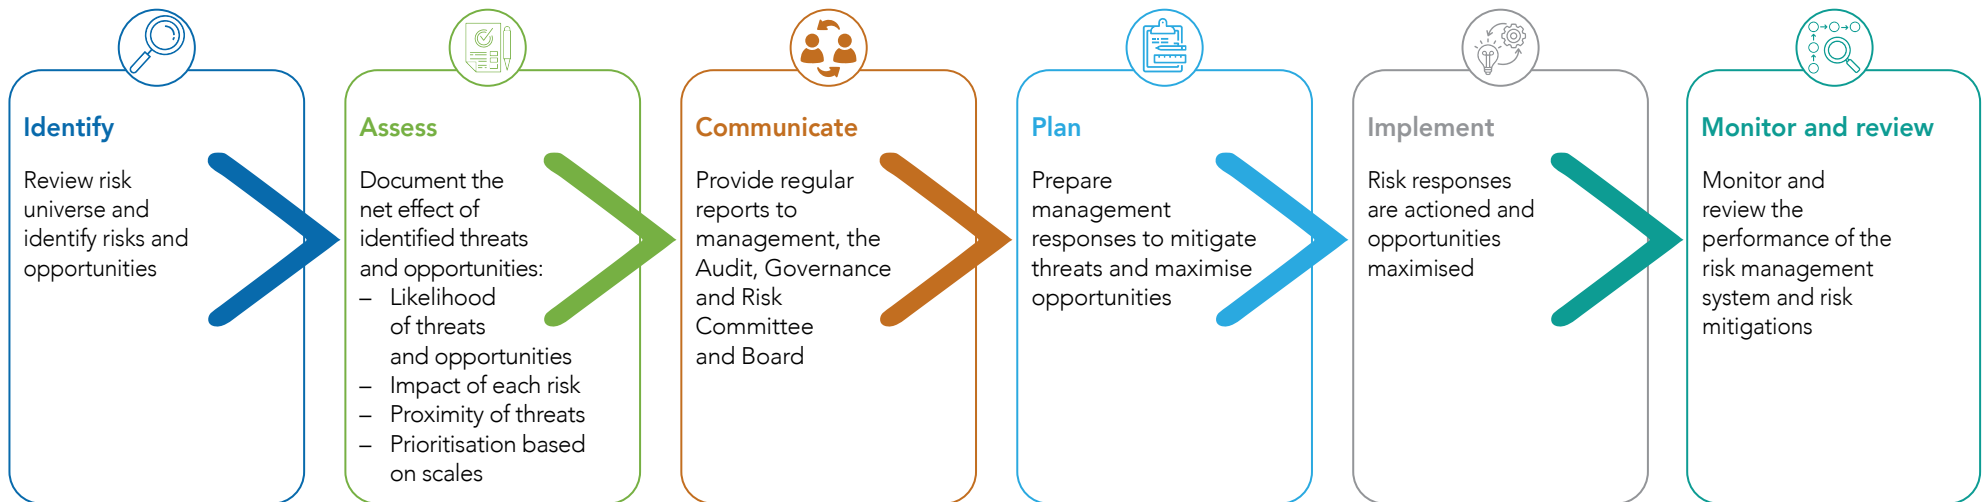 Identify
Review risk
universe and
identify risks and
opportunities
Assess
Document the
net effect of
identified threats
and opportunities:
– Likelihood
of threats
and opportunities
– Impact of each risk
– Proximity of threats
– Prioritisation based
on scales
Communicate
Provide regular
reports to
management, the
Audit, Governance
and Risk
Committee
and Board
Plan
Prepare
management
responses to mitigate
threats and maximise
opportunities
Implement
Risk responses
are actioned and
opportunities
maximised
Monitor and review
Monitor and
review the
performance of the
risk management
system and risk
mitigations